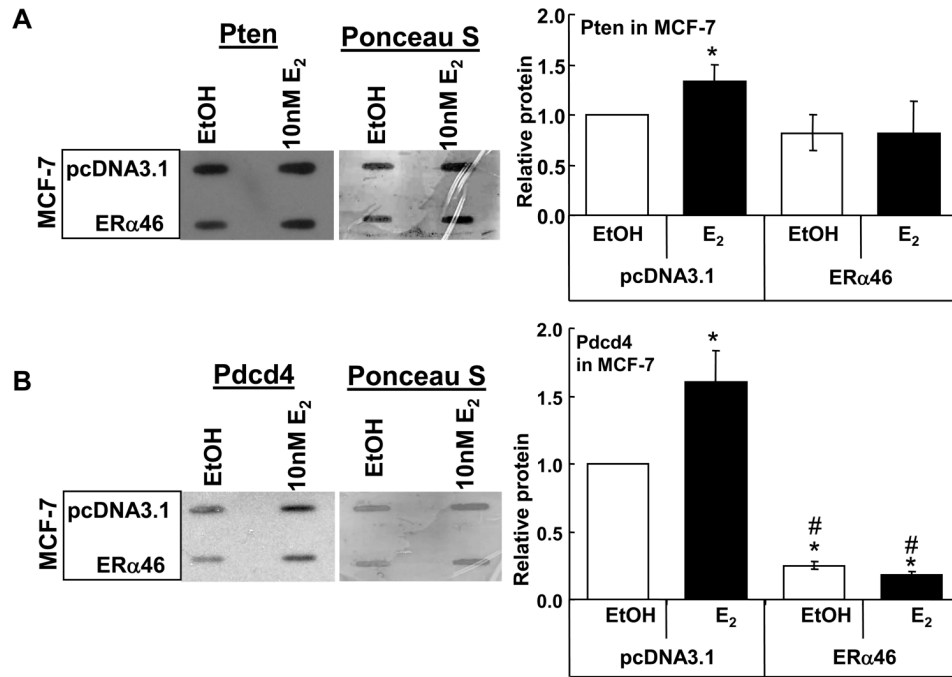 A
Pten
Ponceau S
EtOH
10nM E2
EtOH
10nM E2
MCF-7
pcDNA3.1
ERα46
Pten in MCF-7
Relative protein
2.0
1.5
1.0
0.5
0.0
*
EtOH
E2
EtOH
E2
pcDNA3.1
ERα46
B
Pdcd4
Ponceau S
EtOH
10nM E2
EtOH
10nM E2
MCF-7
pcDNA3.1
ERα46
Pdcd4
in MCF-7
Relative protein
2.0
1.5
1.0
0.5
0.0
*
#
*
#
*
EtOH
E2
EtOH
E2
pcDNA3.1
ERα46